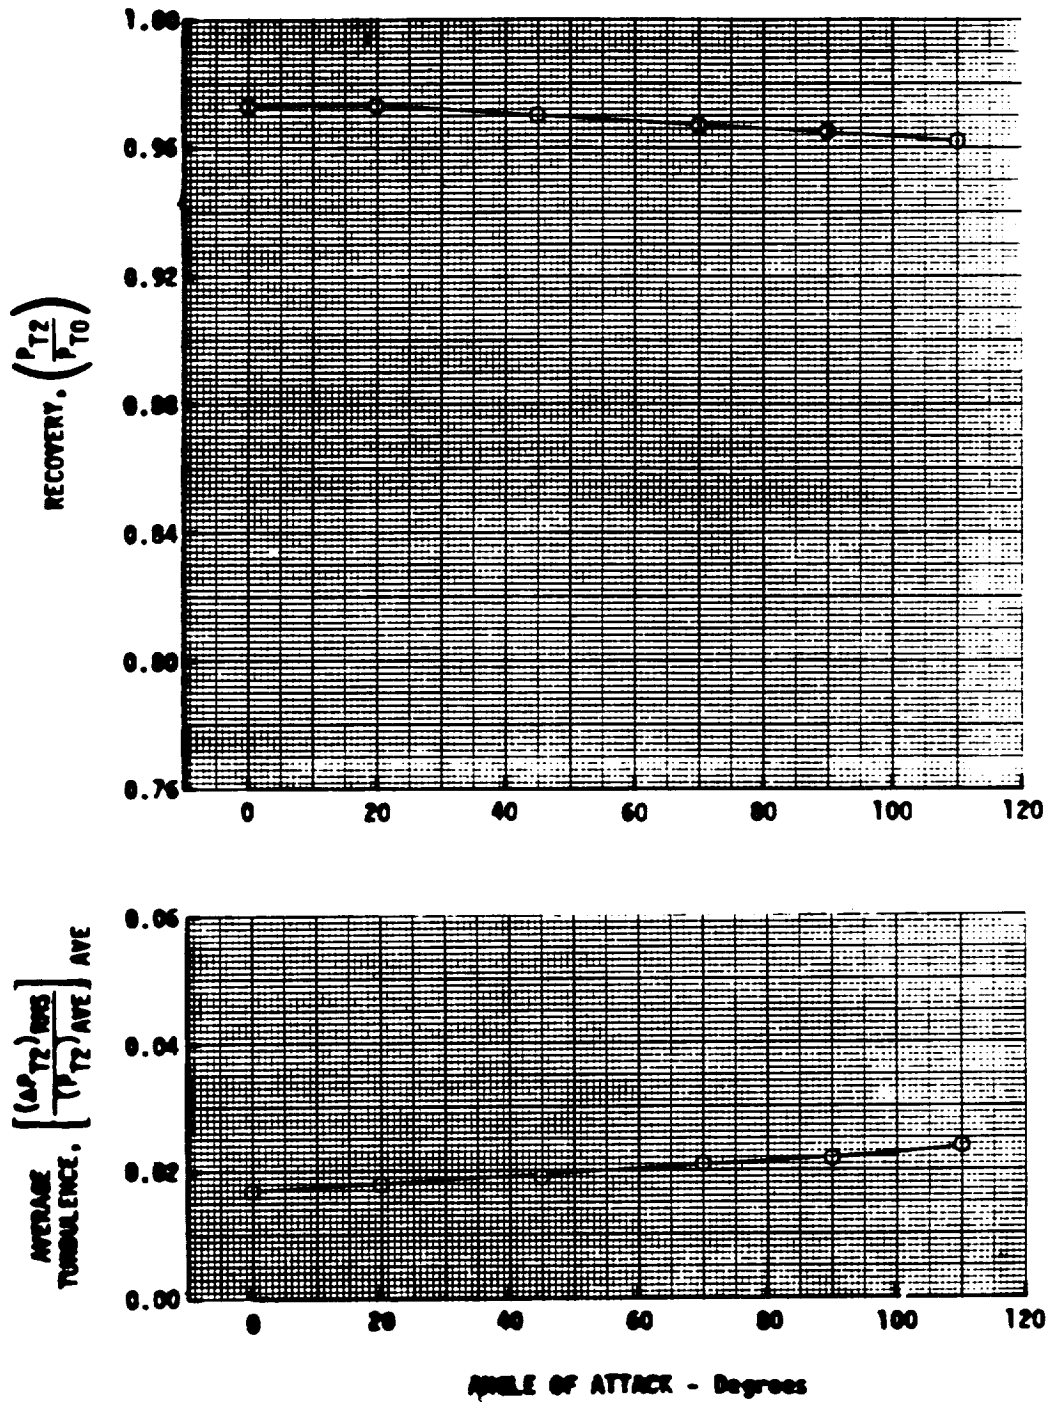 1.00
0.96
0.92
0.88
0.84
0.80
0.76
RECOVERY, (PT2/PT0)
0 20 40 60 80 100 120
0.06
0.04
0.02
0.00
AVERAGE
TURBULENCE, [(ΔPT2)RMS/(PT2)AVE] AVE
0 20 40 60 80 100 120
ANGLE OF ATTACK - Degrees